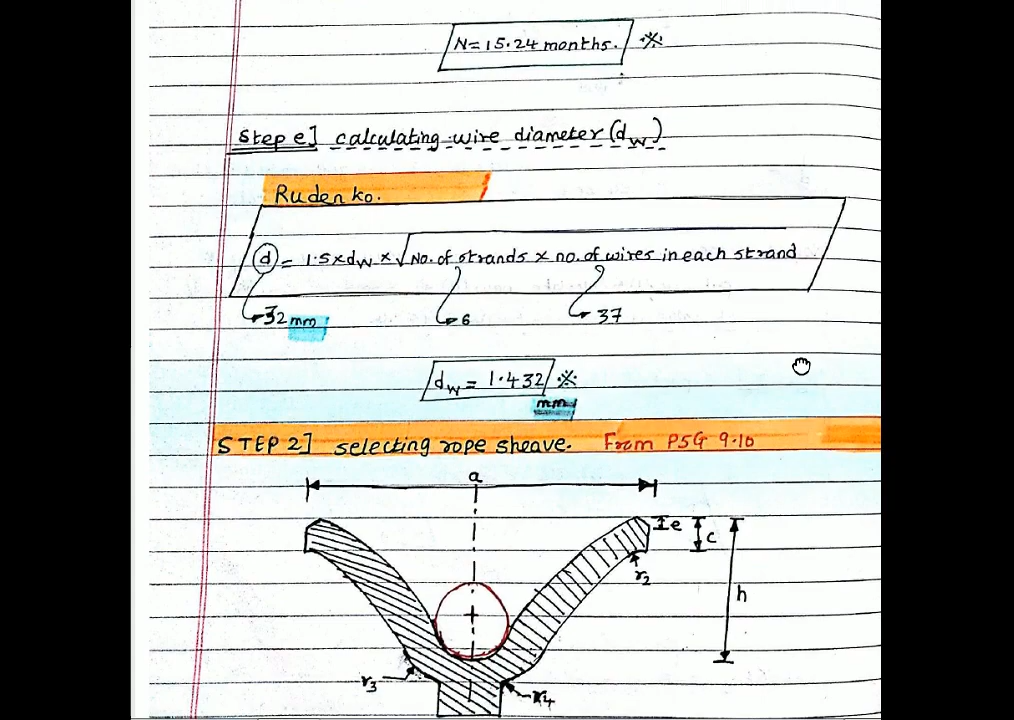 N=15.24 months. ※
Step e] calculating wire diameter (dw)
Rudenko.
d = 1.5×dw×√No. of strands × no. of wires in each strand
32 mm 6 37
dw = 1.432 ※
mm
STEP 2] selecting rope sheave. From PSG 9.10
a
e
c
r2
h
r3
r4